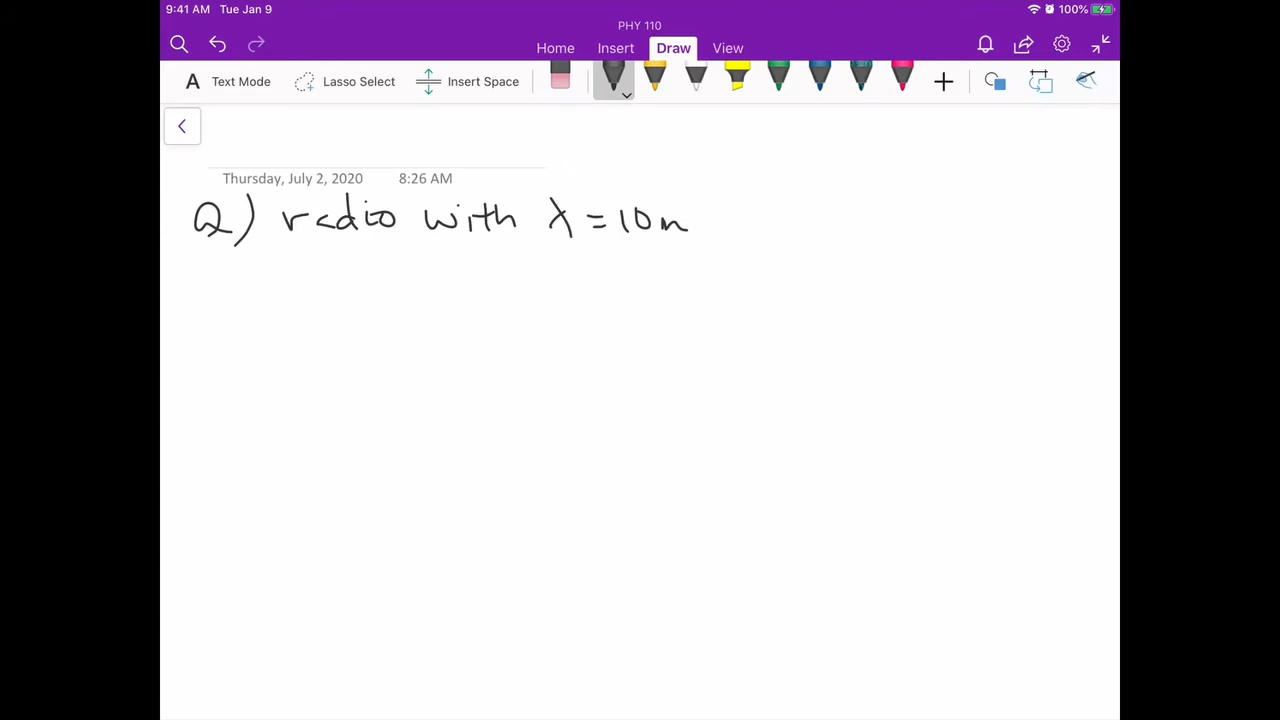 9:41 AM Tue Jan 9 100%
PHY 110
Home Insert Draw View
A Text Mode Lasso Select Insert Space
Thursday, July 2, 2020 8:26 AM
Q) radio with λ = 10m